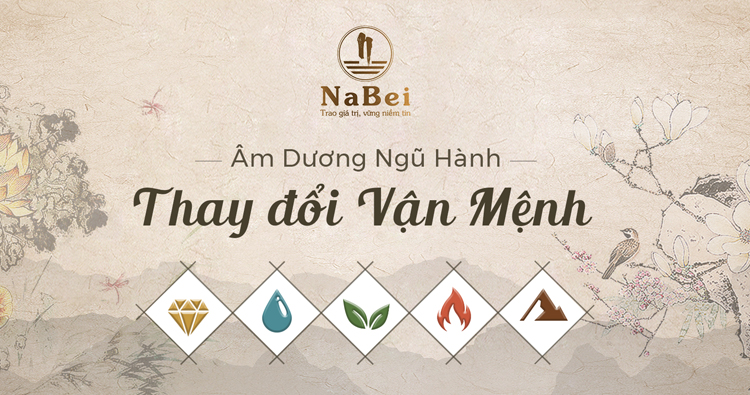 NaBei
Trao giá trị, vững niềm tin
Âm Dương Ngũ Hành
Thay đổi Vận Mệnh